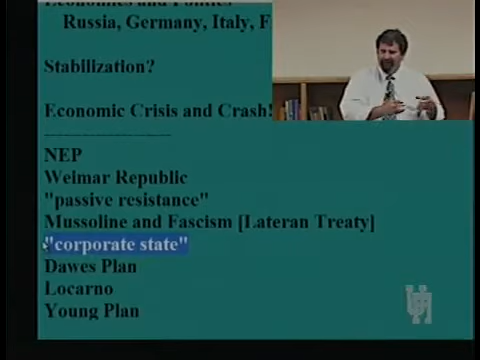 Economics and Politics
Russia, Germany, Italy, F
Stabilization?
Economic Crisis and Crash!
NEP
Weimar Republic
"passive resistance"
Mussoline and Fascism [Lateran Treaty]
"corporate state"
Dawes Plan
Locarno
Young Plan